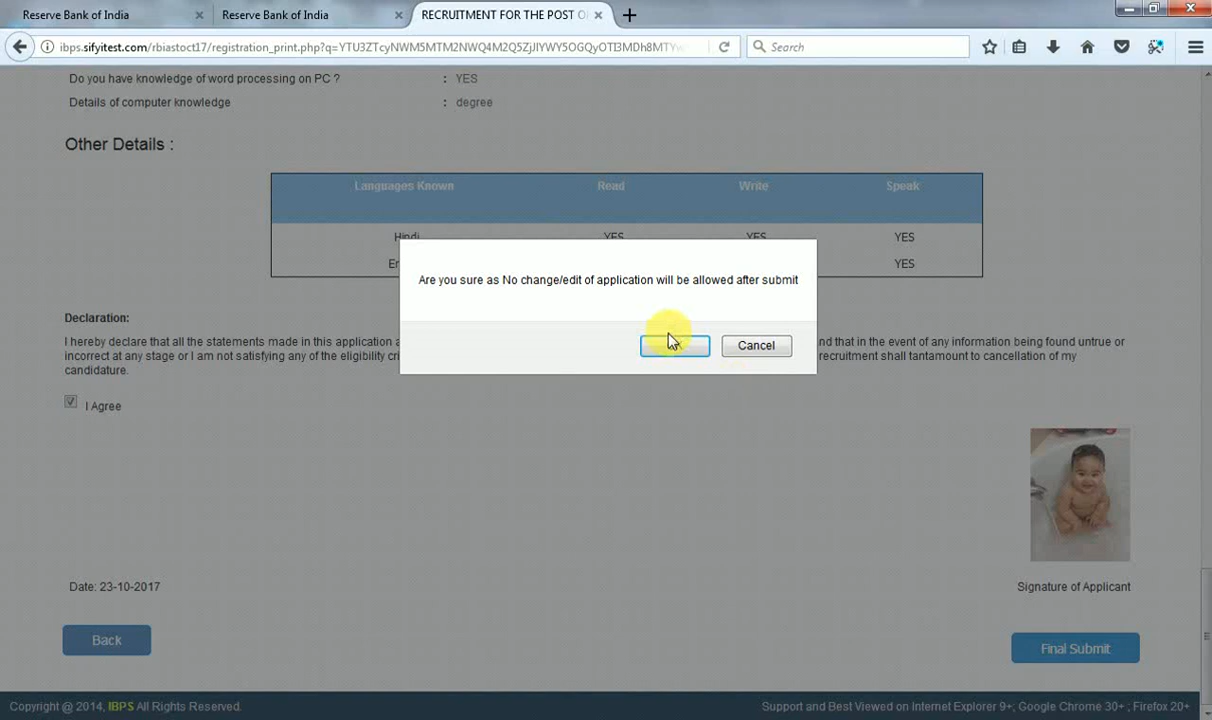 Reserve Bank of India
Reserve Bank of India
RECRUITMENT FOR THE POST O
ibps.sifyitest.com/rbiastoct17/registration_print.php?q=
Search
Do you have knowledge of word processing on PC ? : YES
Details of computer knowledge : degree
Other Details :
Languages Known Read Write Speak
Hindi YES YES YES
YES
Are you sure as No change/edit of application will be allowed after submit
Cancel
Declaration:
I hereby declare that all the statements made in this application nd that in the event of any information being found untrue or
incorrect at any stage or I am not satisfying any of the eligibility recruitment shall tantamount to cancellation of my
candidature.
I Agree
Date: 23-10-2017
Signature of Applicant
Back
Final Submit
Copyright @ 2014, IBPS All Rights Reserved.
Support and Best Viewed on Internet Explorer 9+; Google Chrome 30+ ; Firefox 20+